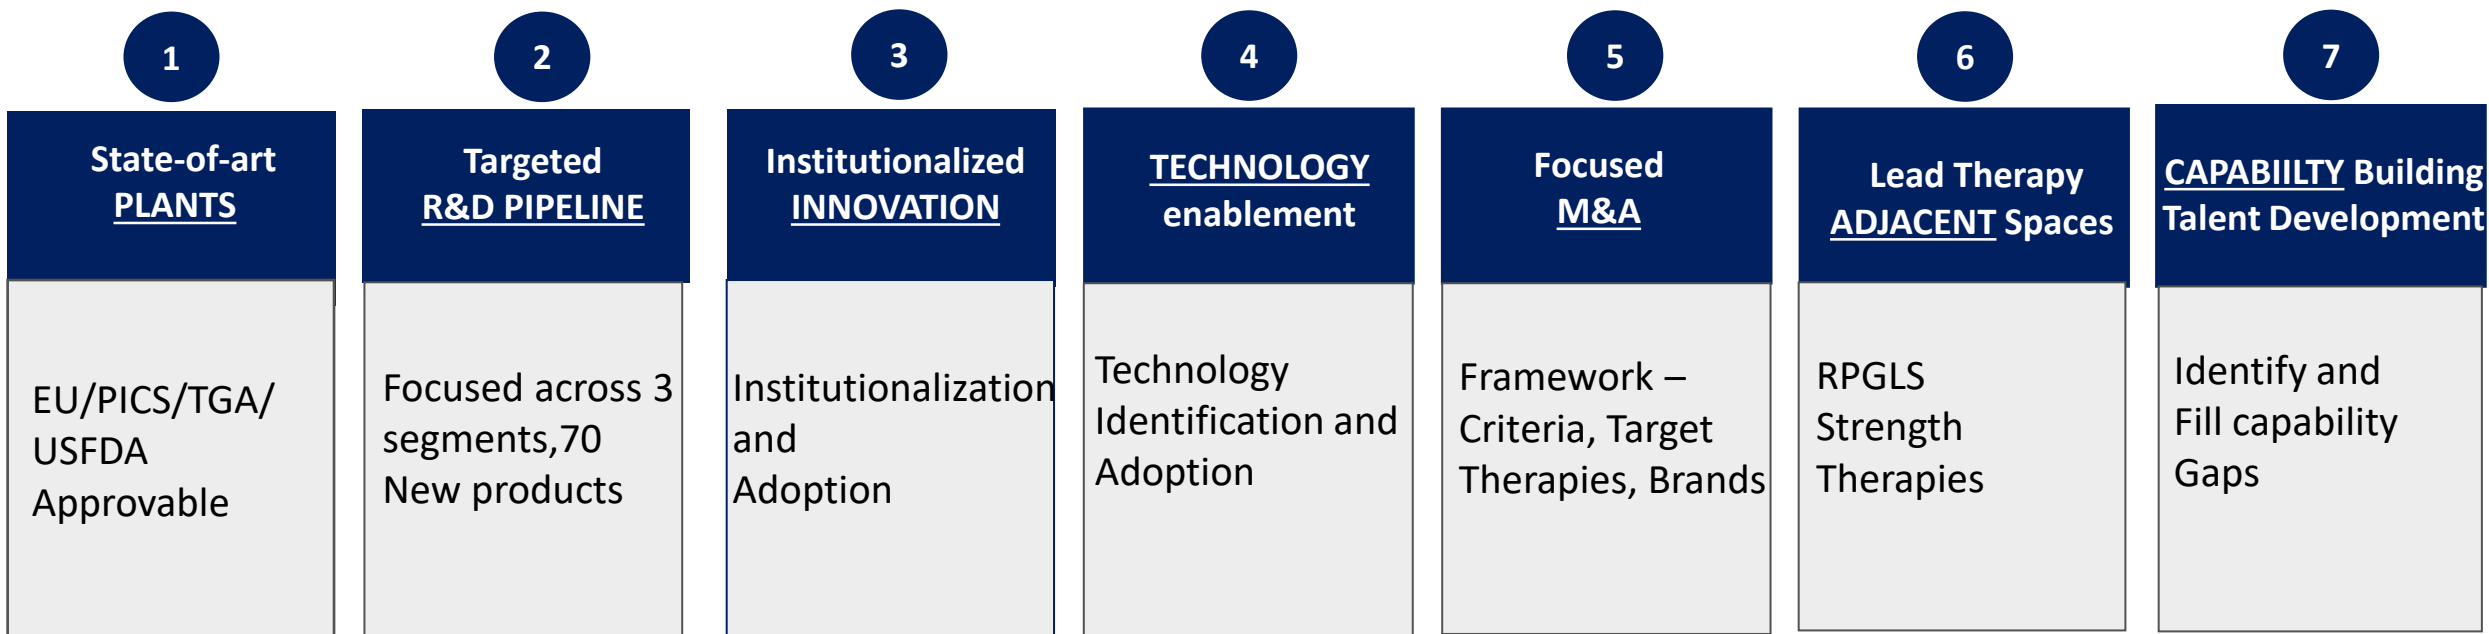 1
State-of-art
PLANTS
EU/PICS/TGA/
USFDA
Approvable
2
Targeted
R&D PIPELINE
Focused across 3
segments,70
New products
3
Institutionalized
INNOVATION
Institutionalization
and
Adoption
4
TECHNOLOGY
enablement
Technology
Identification and
Adoption
5
Focused
M&A
Framework –
Criteria, Target
Therapies, Brands
6
Lead Therapy
ADJACENT Spaces
RPGLS
Strength
Therapies
7
CAPABIILTY Building
Talent Development
Identify and
Fill capability
Gaps